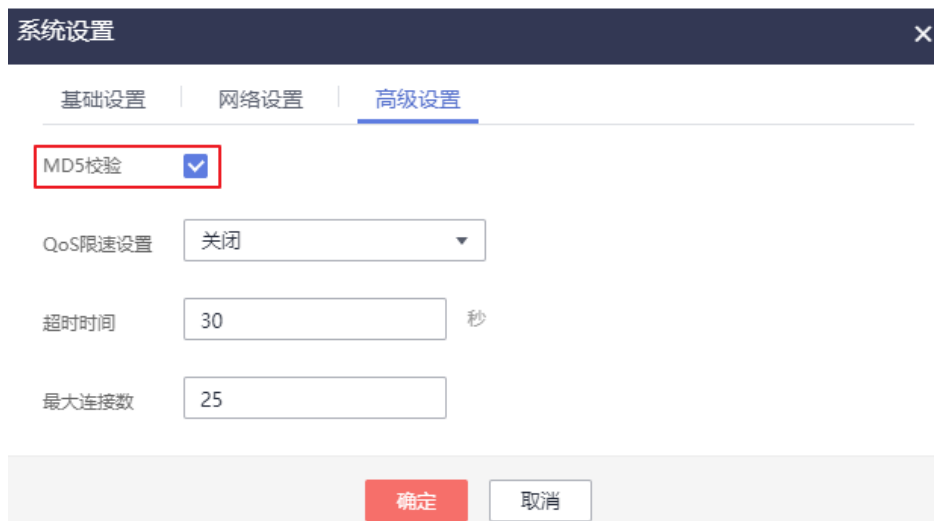 系统设置
基础设置 网络设置 高级设置
MD5校验
QoS限速设置 关闭
超时时间 30 秒
最大连接数 25
确定 取消